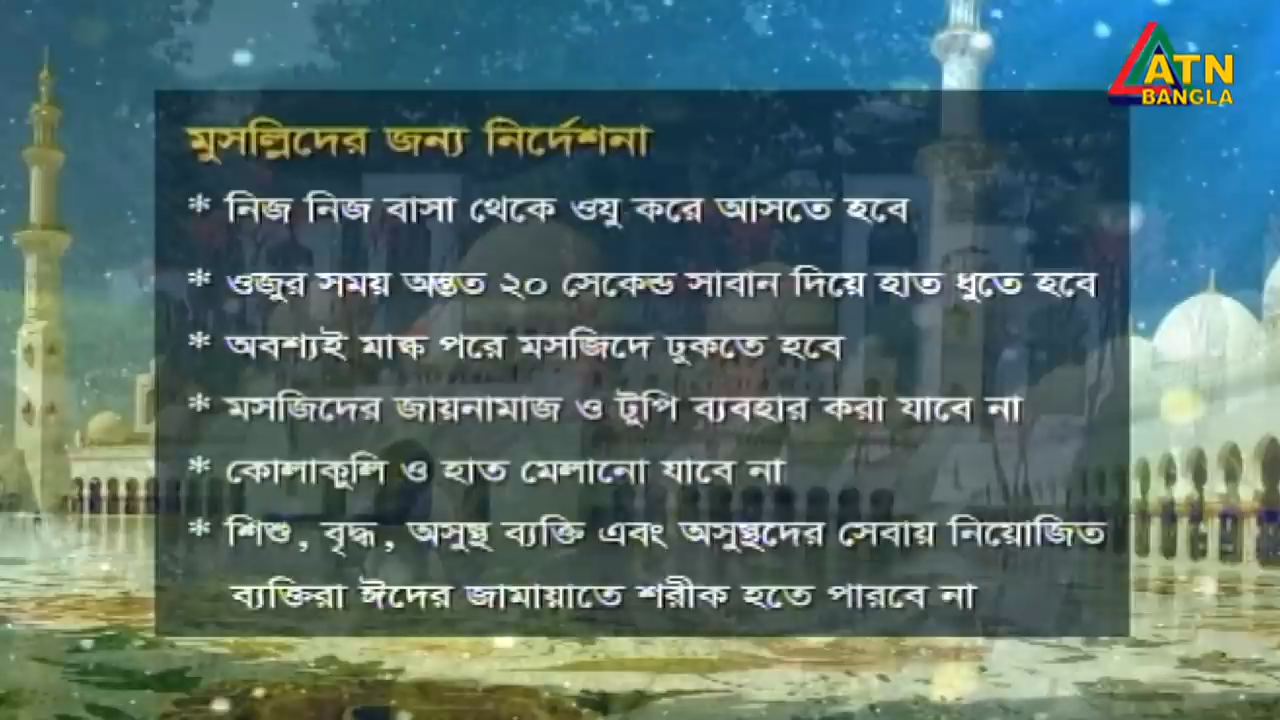 ATN
BANGLA
মুসল্লিদের জন্য নির্দেশনা
* নিজ নিজ বাসা থেকে ওযু করে আসতে হবে
* ওজুর সময় অন্তত ২০ সেকেন্ড সাবান দিয়ে হাত ধুতে হবে
* অবশ্যই মাস্ক পরে মসজিদে ঢুকতে হবে
* মসজিদের জায়নামাজ ও টুপি ব্যবহার করা যাবে না
* কোলাকুলি ও হাত মেলানো যাবে না
* শিশু, বৃদ্ধ, অসুস্থ ব্যক্তি এবং অসুস্থদের সেবায় নিয়োজিত
ব্যক্তিরা ঈদের জামায়াতে শরীক হতে পারবে না